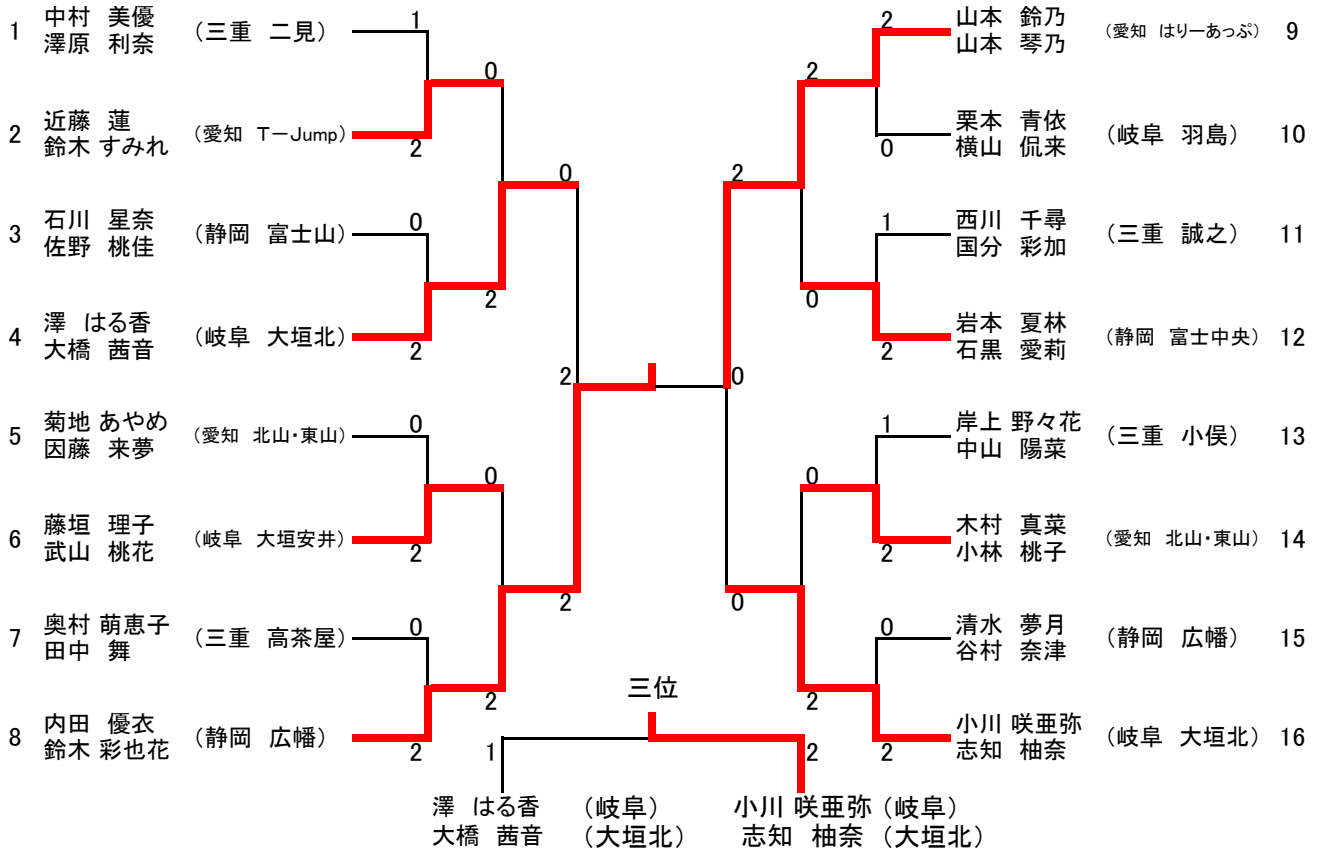 1 中村 美優 (三重 二見) 1
澤原 利奈
0
2 近藤 蓮 (愛知 T-Jump)
鈴木 すみれ 2
0
3 石川 星奈 (静岡 富士山) 0
佐野 桃佳
2
4 澤 はる香 (岐阜 大垣北)
大橋 茜音 2
2
5 菊地 あやめ (愛知 北山・東山) 0
因藤 来夢
0
6 藤垣 理子 (岐阜 大垣安井)
武山 桃花 2
2
7 奥村 萌恵子 (三重 高茶屋) 0
田中 舞
2
8 内田 優衣 (静岡 広幡)
鈴木 彩也花 2
2 山本 鈴乃 (愛知 はりーあっぷ) 9
山本 琴乃
2
栗本 青依 (岐阜 羽島) 10
0 横山 侃来
2
1 西川 千尋 (三重 誠之) 11
国分 彩加
0
岩本 夏林 (静岡 富士中央) 12
2 石黒 愛莉
0
1 岸上 野々花 (三重 小俣) 13
中山 陽菜
0
木村 真菜 (愛知 北山・東山) 14
2 小林 桃子
0
0 清水 夢月 (静岡 広幡) 15
谷村 奈津
2
小川 咲亜弥 (岐阜 大垣北) 16
2 志知 柚奈
三位
1 2
澤 はる香 (岐阜) 小川 咲亜弥 (岐阜)
大橋 茜音 (大垣北) 志知 柚奈 (大垣北)